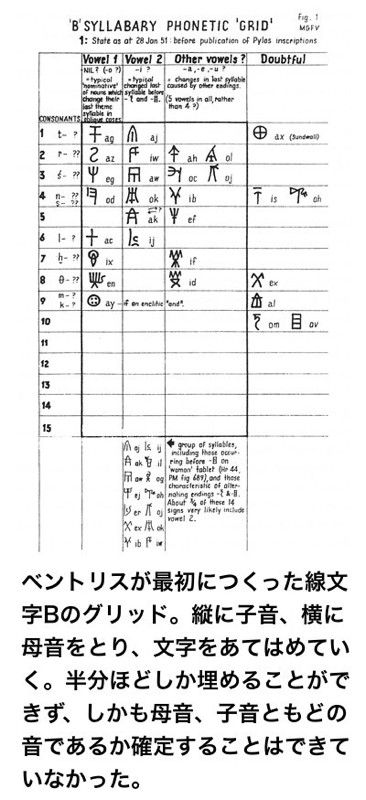 'B' SYLLABARY PHONETIC 'GRID'
Fig. 1
MGFV
1: State as at 28 Jan 51: before publication of Pylos inscriptions
Vowel 1 Vowel 2 Other vowels? Doubtful
NIL? (-o?) -i? -a,-e,-u?
CONSONANTS
= typical 'nominative' of nouns which change their last syllable in oblique cases
= typical changed last syllable before
= changes in last syllable caused by other endings.
(5 vowels in all, rather than 4?)
1 t- ? ag aj ax (Sundwall)
2 r- ?? az iw ah ol
3 ś- ?? eg aw oc oj
4 n- ?? s- ?? od ok ib is oh
5 ak ef
6 l- ? ac ij
7 h- ?? ix if
8 θ- ?? en id ex
9 m- ? k- ? ay – if an enclitic "and". al
10 om av
11
12
13
14
15
aj ij
ak il
aw og
ej oh
er oj
ex ok
ib iw
group of syllables, including those occurring before -B on 'woman' tablet (Hr 44, PM fig 689), and those characteristic of alternating endings
About ¾ of these 14 signs very likely include vowel 2.
ベントリスが最初につくった線文
字Bのグリッド。縦に子音、横に
母音をとり、文字をあてはめてい
く。半分ほどしか埋めることがで
きず、しかも母音、子音ともどの
音であるか確定することはできて
いなかった。